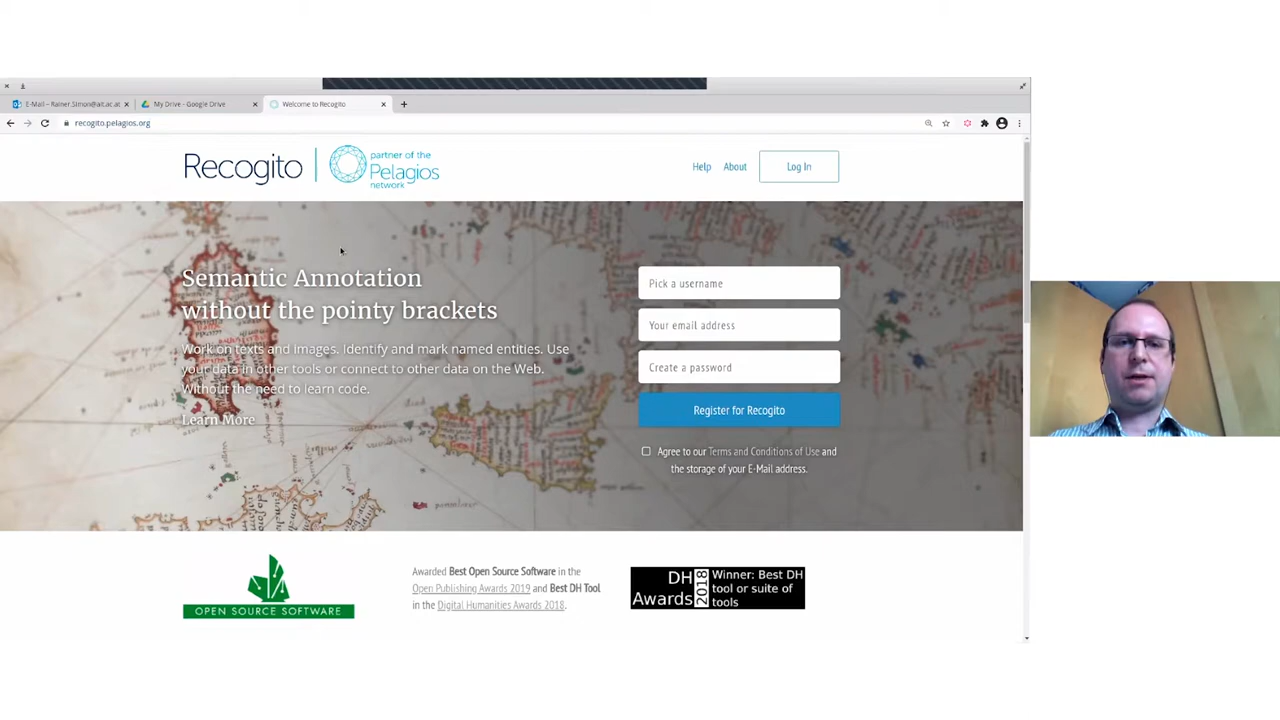 E-Mail – Rainer.Simon@ait.ac.at
My Drive - Google Drive
Welcome to Recogito
recogito.pelagios.org
Recogito
partner of the
Pelagios
network
Help
About
Log In
Semantic Annotation
without the pointy brackets
Work on texts and images. Identify and mark named entities. Use
your data in other tools or connect to other data on the Web.
Without the need to learn code.
Learn More
Pick a username
Your email address
Create a password
Register for Recogito
Agree to our Terms and Conditions of Use and
the storage of your E-Mail address.
OPEN SOURCE SOFTWARE
Awarded Best Open Source Software in the
Open Publishing Awards 2019 and Best DH Tool
in the Digital Humanities Awards 2018.
DH
Awards
2018
Winner: Best DH
tool or suite of
tools